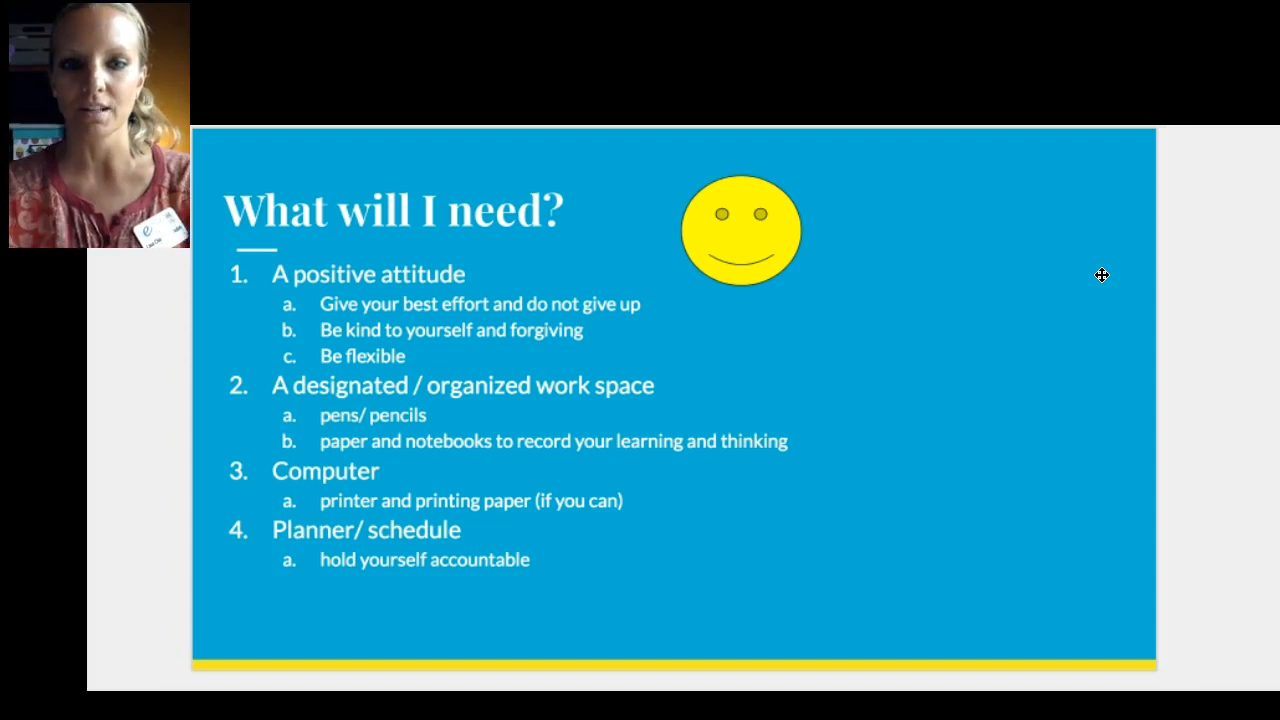 What will I need?
1. A positive attitude
a. Give your best effort and do not give up
b. Be kind to yourself and forgiving
c. Be flexible
2. A designated / organized work space
a. pens/ pencils
b. paper and notebooks to record your learning and thinking
3. Computer
a. printer and printing paper (if you can)
4. Planner/ schedule
a. hold yourself accountable